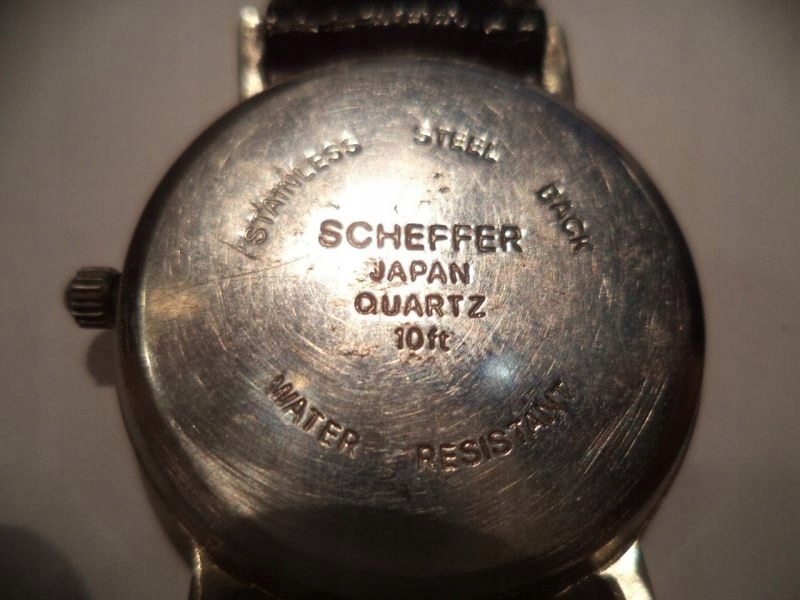 STAINLESS STEEL BACK
SCHEFFER
JAPAN
QUARTZ
10ft
WATER RESISTANT